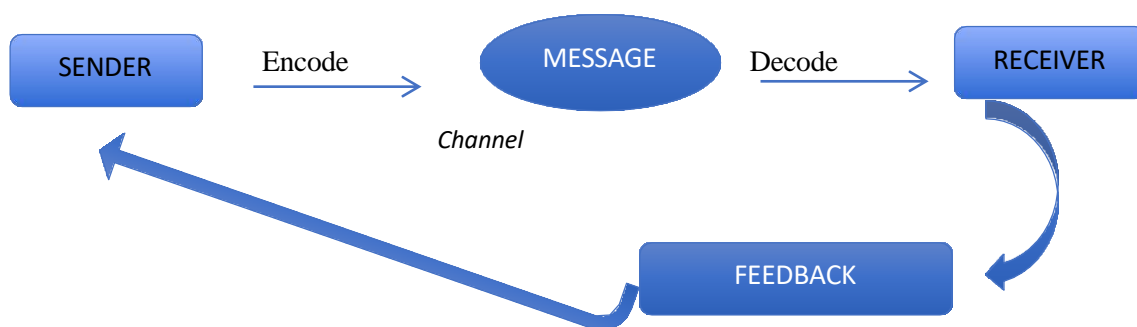 SENDER
Encode
MESSAGE
Decode
RECEIVER
Channel
FEEDBACK